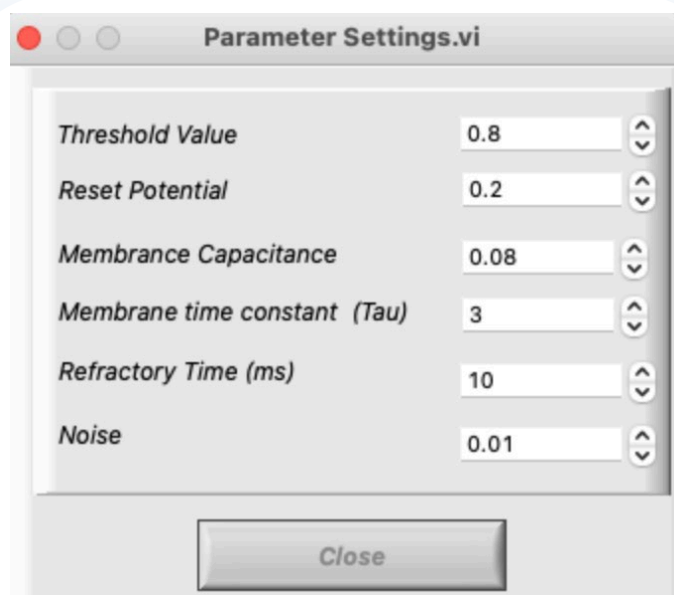 Parameter Settings.vi
Threshold Value 0.8
Reset Potential 0.2
Membrance Capacitance 0.08
Membrane time constant (Tau) 3
Refractory Time (ms) 10
Noise 0.01
Close